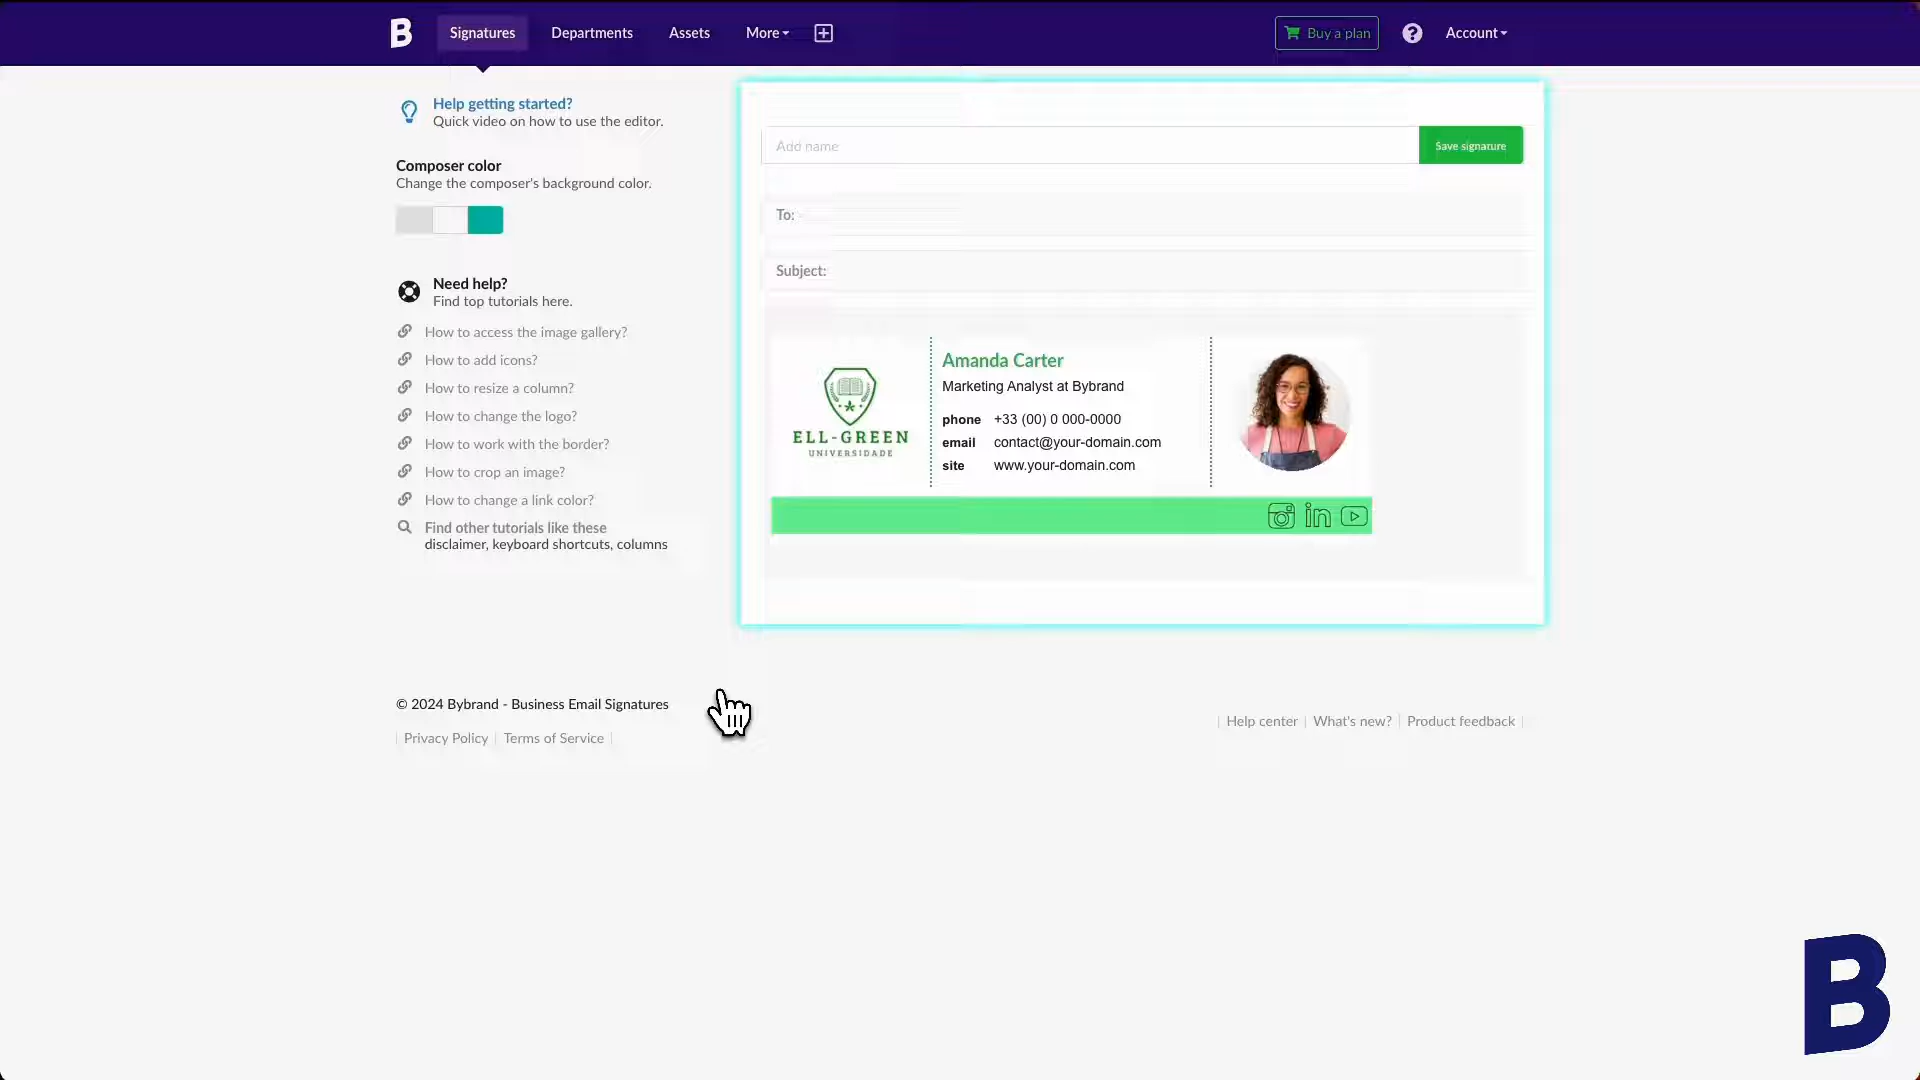 B
Signatures
Departments
Assets
More
Buy a plan
?
Account
Help getting started?
Quick video on how to use the editor.
Composer color
Change the composer's background color.
Need help?
Find top tutorials here.
How to access the image gallery?
How to add icons?
How to resize a column?
How to change the logo?
How to work with the border?
How to crop an image?
How to change a link color?
Find other tutorials like these
disclaimer, keyboard shortcuts, columns
Add name
Save signature
To:
Subject:
ELL-GREEN
UNIVERSIDADE
Amanda Carter
Marketing Analyst at Bybrand
phone +33 (00) 0 000-0000
email contact@your-domain.com
site www.your-domain.com
in
© 2024 Bybrand - Business Email Signatures
Privacy Policy
Terms of Service
Help center
What's new?
Product feedback
B